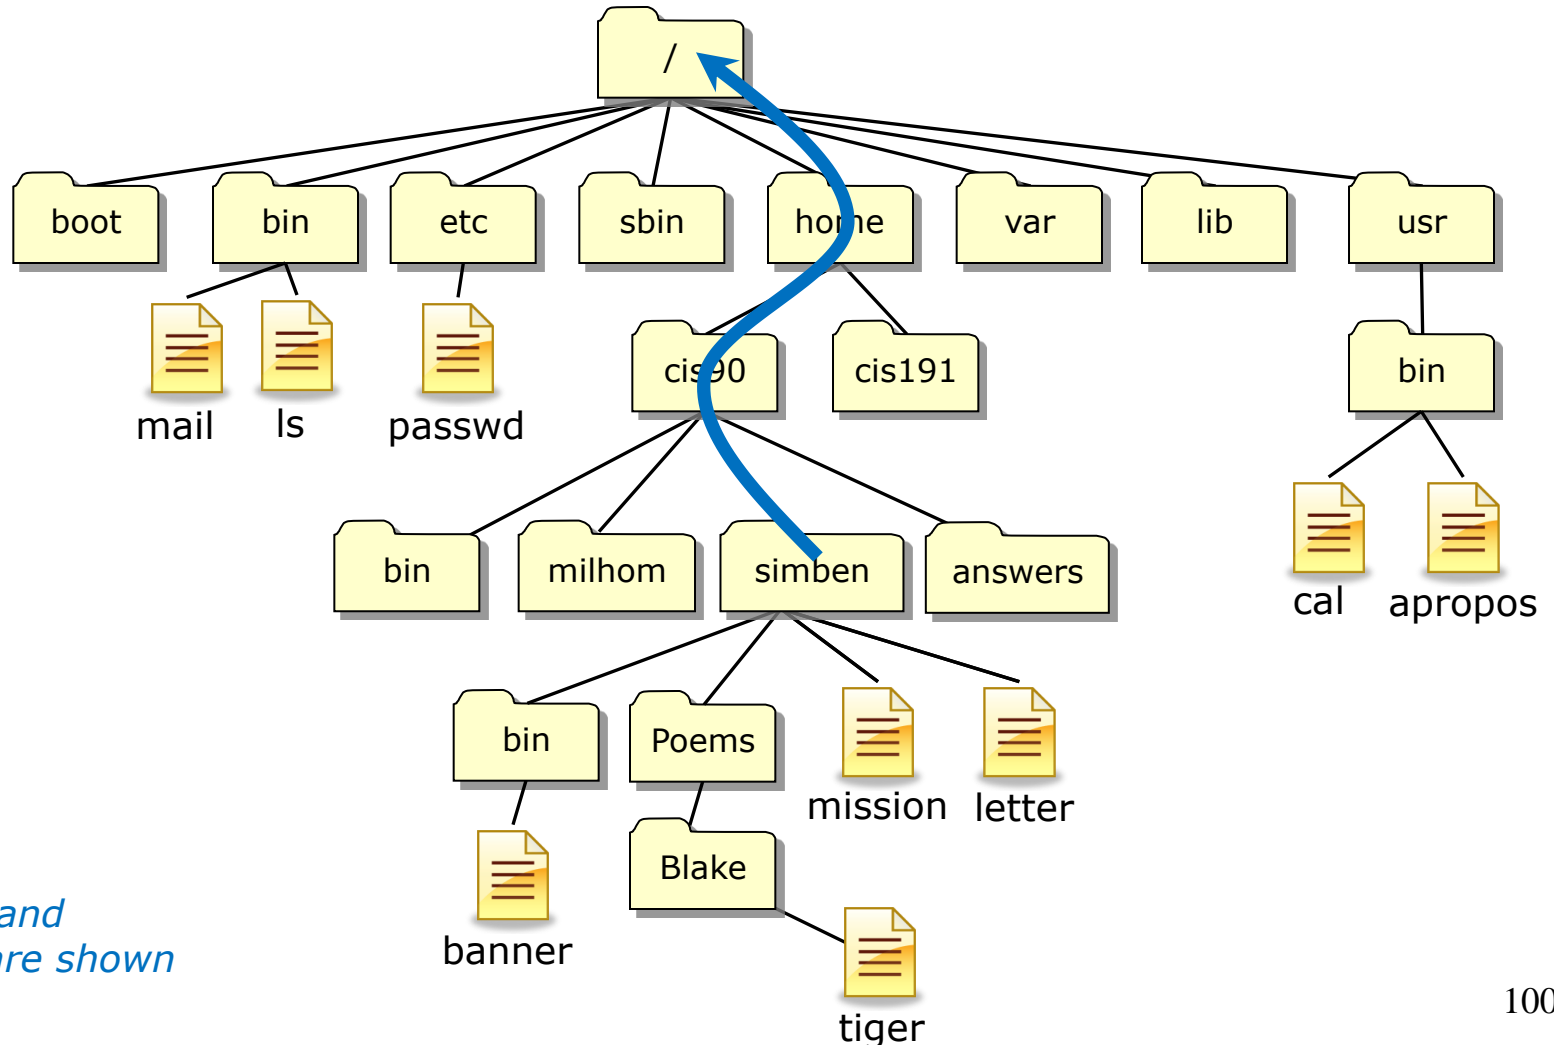 /
boot bin etc sbin home var lib usr
mail ls passwd cis90 cis191 bin
bin milhom simben answers cal apropos
bin Poems mission letter
banner Blake
tiger
and
are shown
100